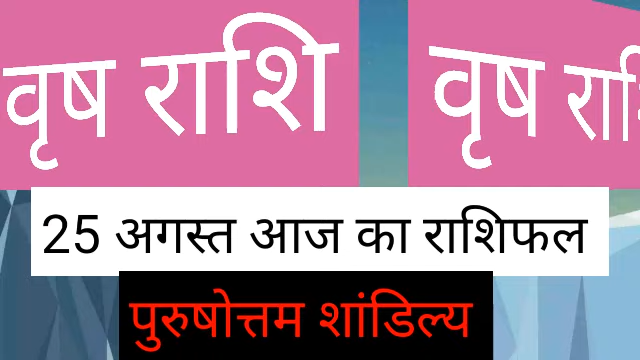 वृष राशि
वृष राशि
25 अगस्त आज का राशिफल
पुरुषोत्तम शांडिल्य